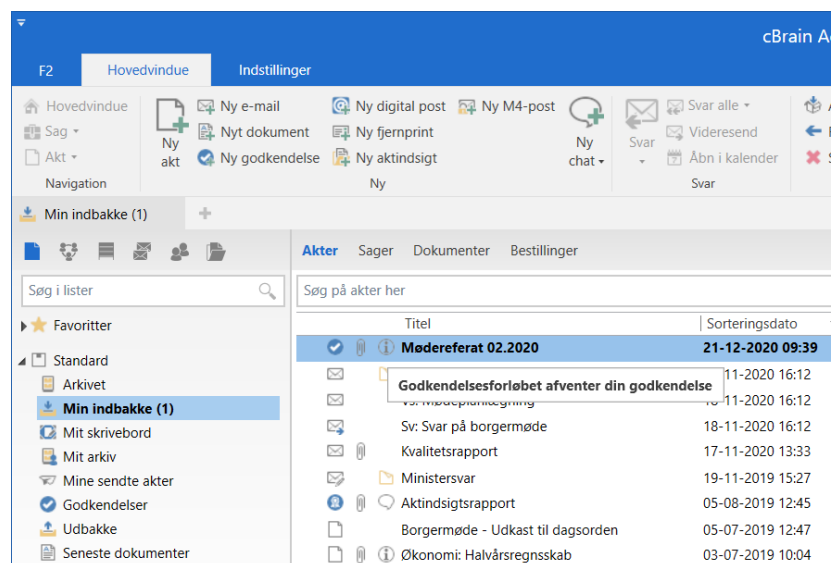 cBrain A
F2 Hovedvindue Indstillinger
Hovedvindue
Sag
Akt
Navigation
Ny akt
Ny e-mail
Nyt dokument
Ny godkendelse
Ny digital post
Ny fjernprint
Ny aktindsigt
Ny M4-post
Ny chat
Ny
Svar
Svar alle
Videresend
Åbn i kalender
Svar
Min indbakke (1)
Søg i lister
Favoritter
Standard
Arkivet
Min indbakke (1)
Mit skrivebord
Mit arkiv
Mine sendte akter
Godkendelser
Udbakke
Seneste dokumenter
Akter Sager Dokumenter Bestillinger
Søg på akter her
Titel Sorteringsdato
Mødereferat 02.2020 21-12-2020 09:39
Godkendelsesforløbet afventer din godkendelse
-11-2020 16:12
-11-2020 16:12
Sv: Svar på borgermøde 18-11-2020 16:12
Kvalitetsrapport 17-11-2020 13:33
Ministersvar 19-11-2019 15:27
Aktindsigtsrapport 05-08-2019 12:45
Borgermøde - Udkast til dagsorden 05-07-2019 12:47
Økonomi: Halvårsregnsskab 03-07-2019 10:04